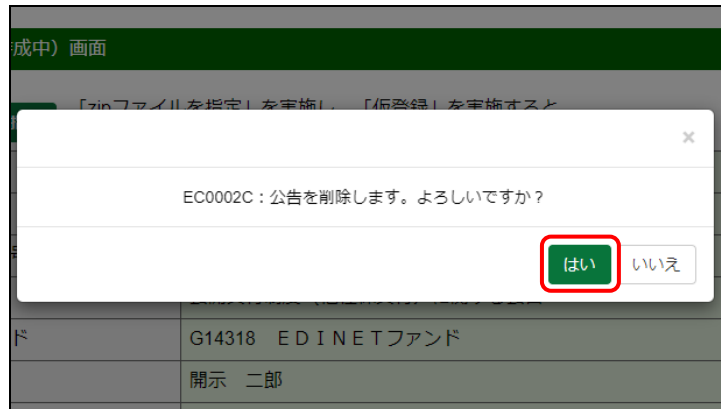 成中）画面
「zipファイルを指定」を実施し、「仮登録」を実施すると
×
EC0002C：公告を削除します。よろしいですか？
はい
いいえ
ド
G14318　ＥＤＩＮＥＴファンド
開示　二郎